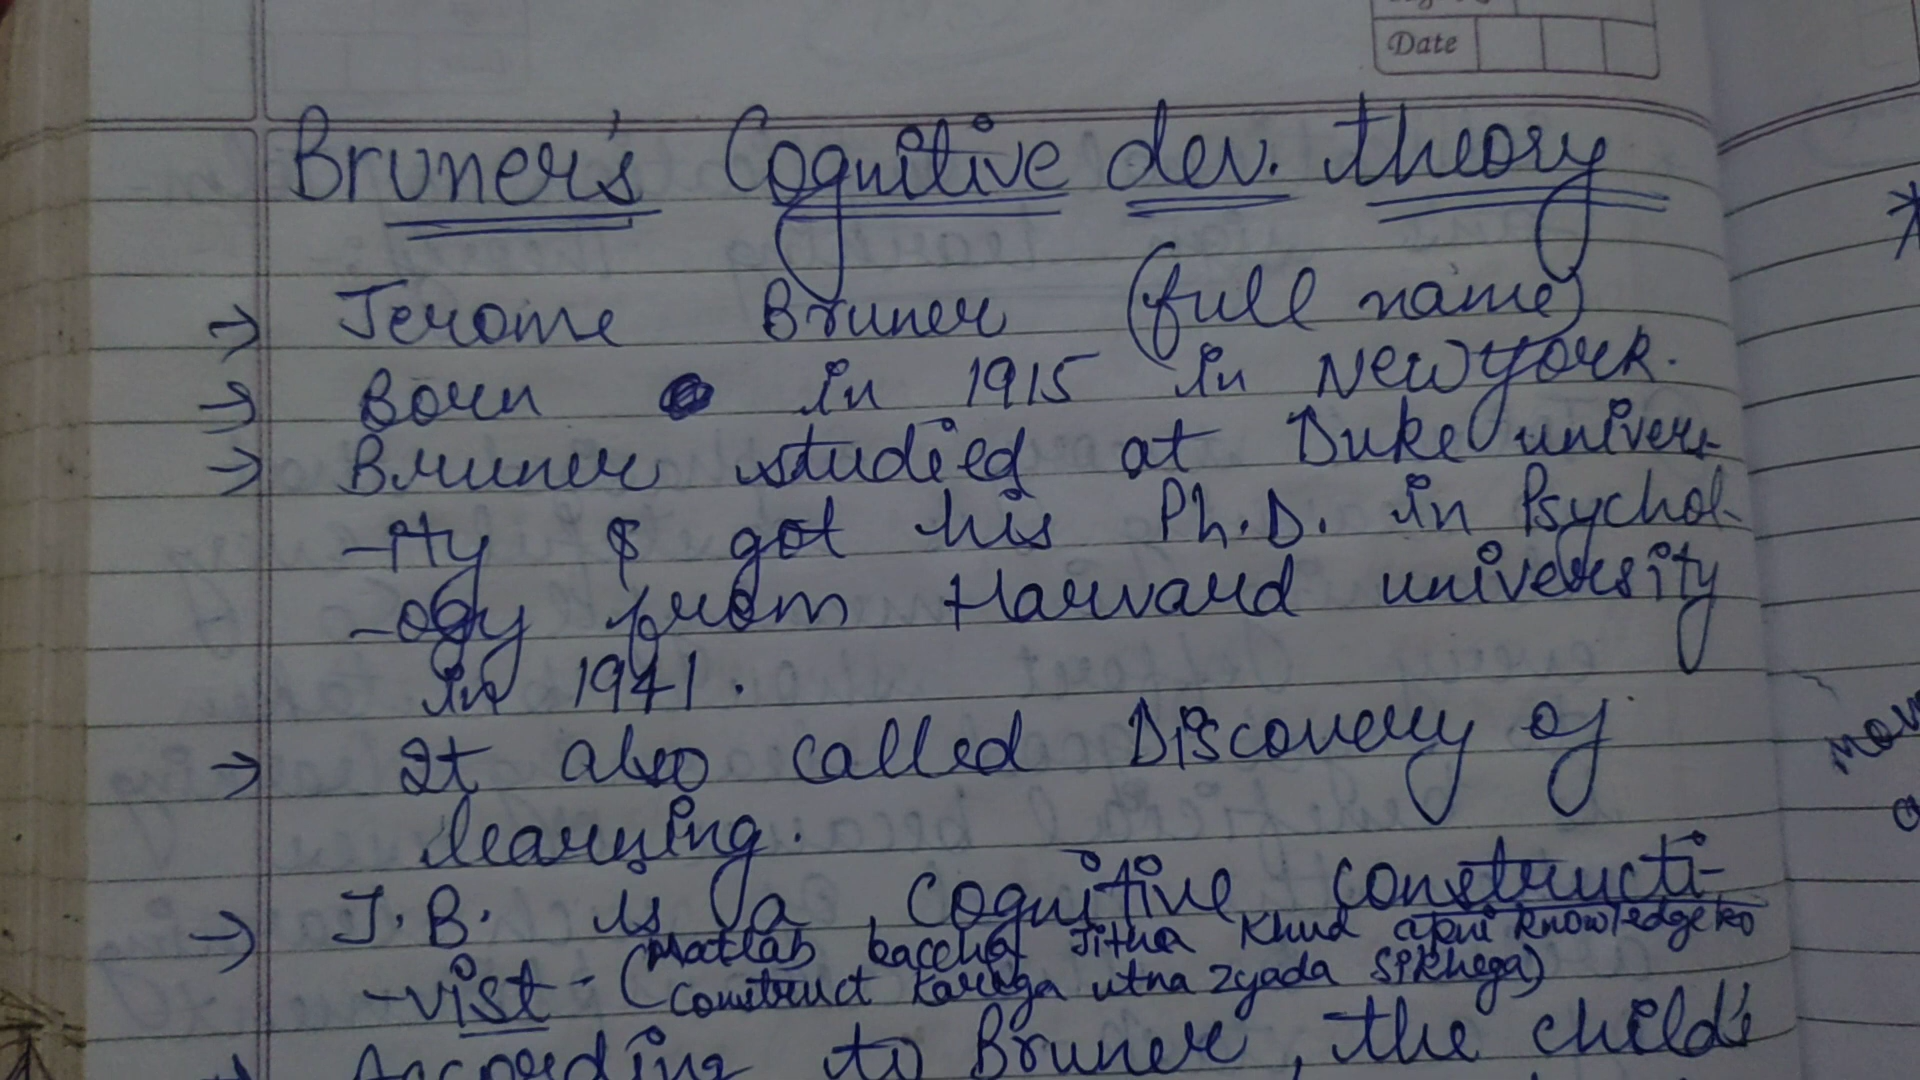 Date
Bruner's Cognitive dev. theory
→ Jerome Bruner (full name)
→ Born in 1915 in Newyork.
→ Bruner studied at Duke univers-
-ity & got his Ph.D. in Psychol-
-ogy from Harvard university
in 1941.
→ It also called Discovery of
learning.
→ J.B. is a cognitive constructi-
-vist - (Matlab baccha jitna khud apni knowledge ko
construct karega utna zyada sikhega)
→ According to Bruner, the child's